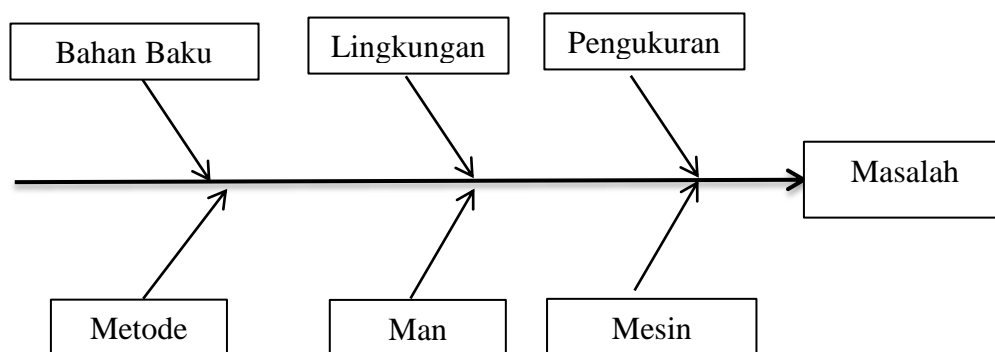 Bahan Baku
Lingkungan
Pengukuran
Masalah
Metode
Man
Mesin